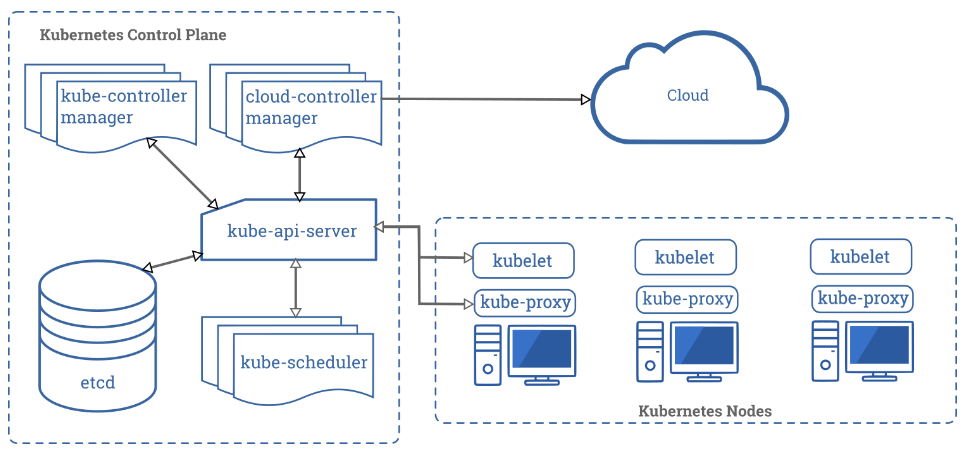 Kubernetes Control Plane
kube-controller
manager
cloud-controller
manager
Cloud
kube-api-server
kubelet
kubelet
kubelet
kube-proxy
kube-proxy
kube-proxy
etcd
kube-scheduler
Kubernetes Nodes